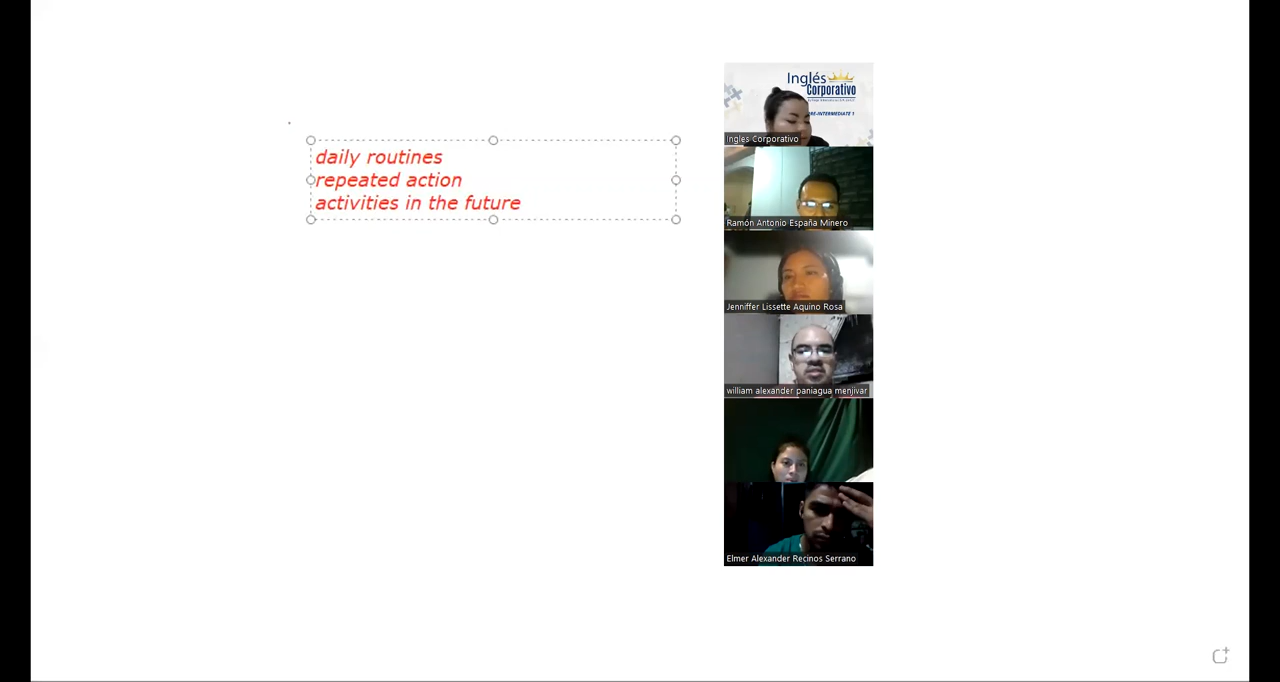 daily routines
repeated action
activities in the future
Inglés
Corporativo
RE-INTERMEDIATE 1
Ingles Corporativo
Ramón Antonio España Minero
Jenniffer Lissette Aquino Rosa
william alexander paniagua menjivar
Elmer Alexander Recinos Serrano